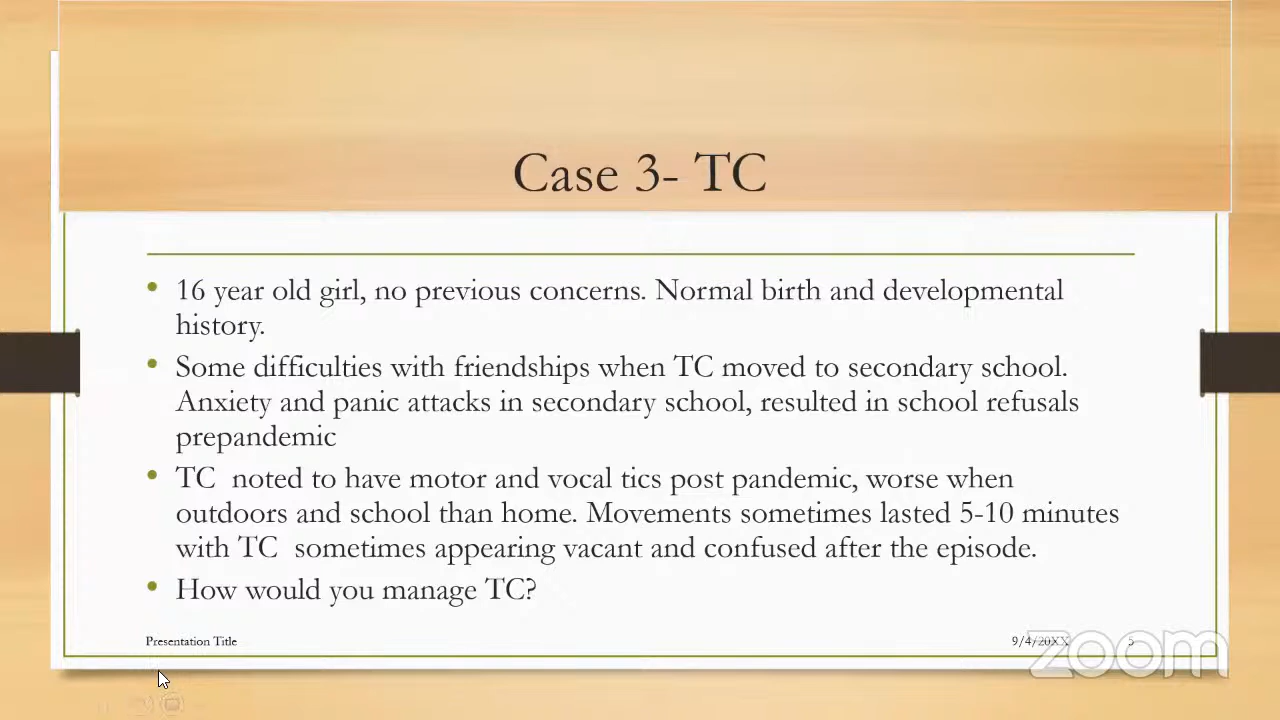 Case 3- TC
• 16 year old girl, no previous concerns. Normal birth and developmental
history.
• Some difficulties with friendships when TC moved to secondary school.
Anxiety and panic attacks in secondary school, resulted in school refusals
prepandemic
• TC noted to have motor and vocal tics post pandemic, worse when
outdoors and school than home. Movements sometimes lasted 5-10 minutes
with TC sometimes appearing vacant and confused after the episode.
• How would you manage TC?
Presentation Title
9/4/20XX
5
zoom